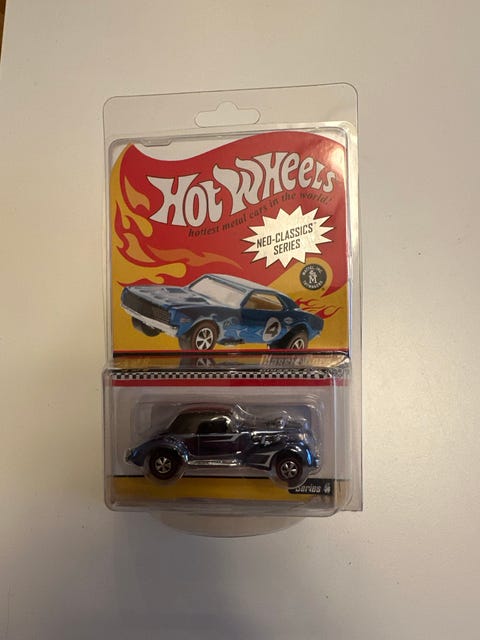 HOT WHEELS
hottest metal cars in the world!
NEO-CLASSICS
SERIES
Series 4